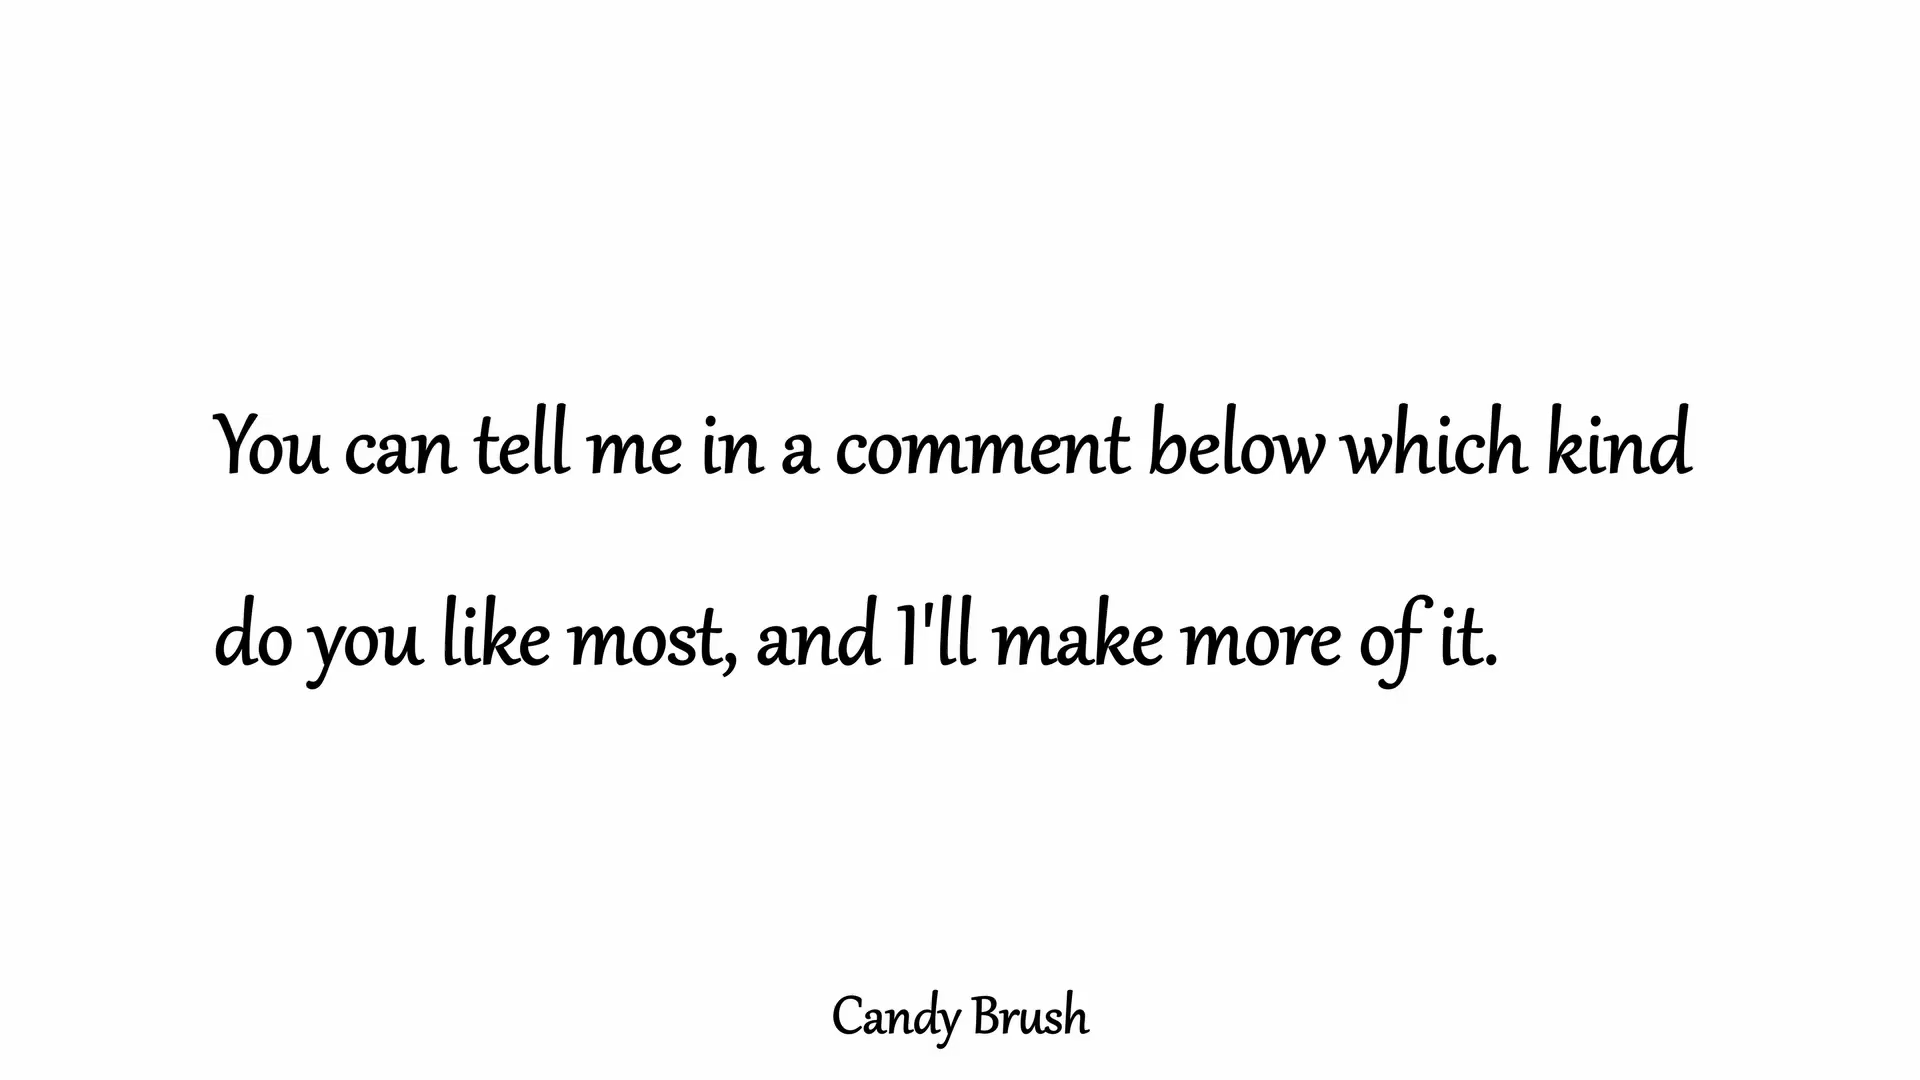 You can tell me in a comment below which kind
do you like most, and I'll make more of it.
Candy Brush